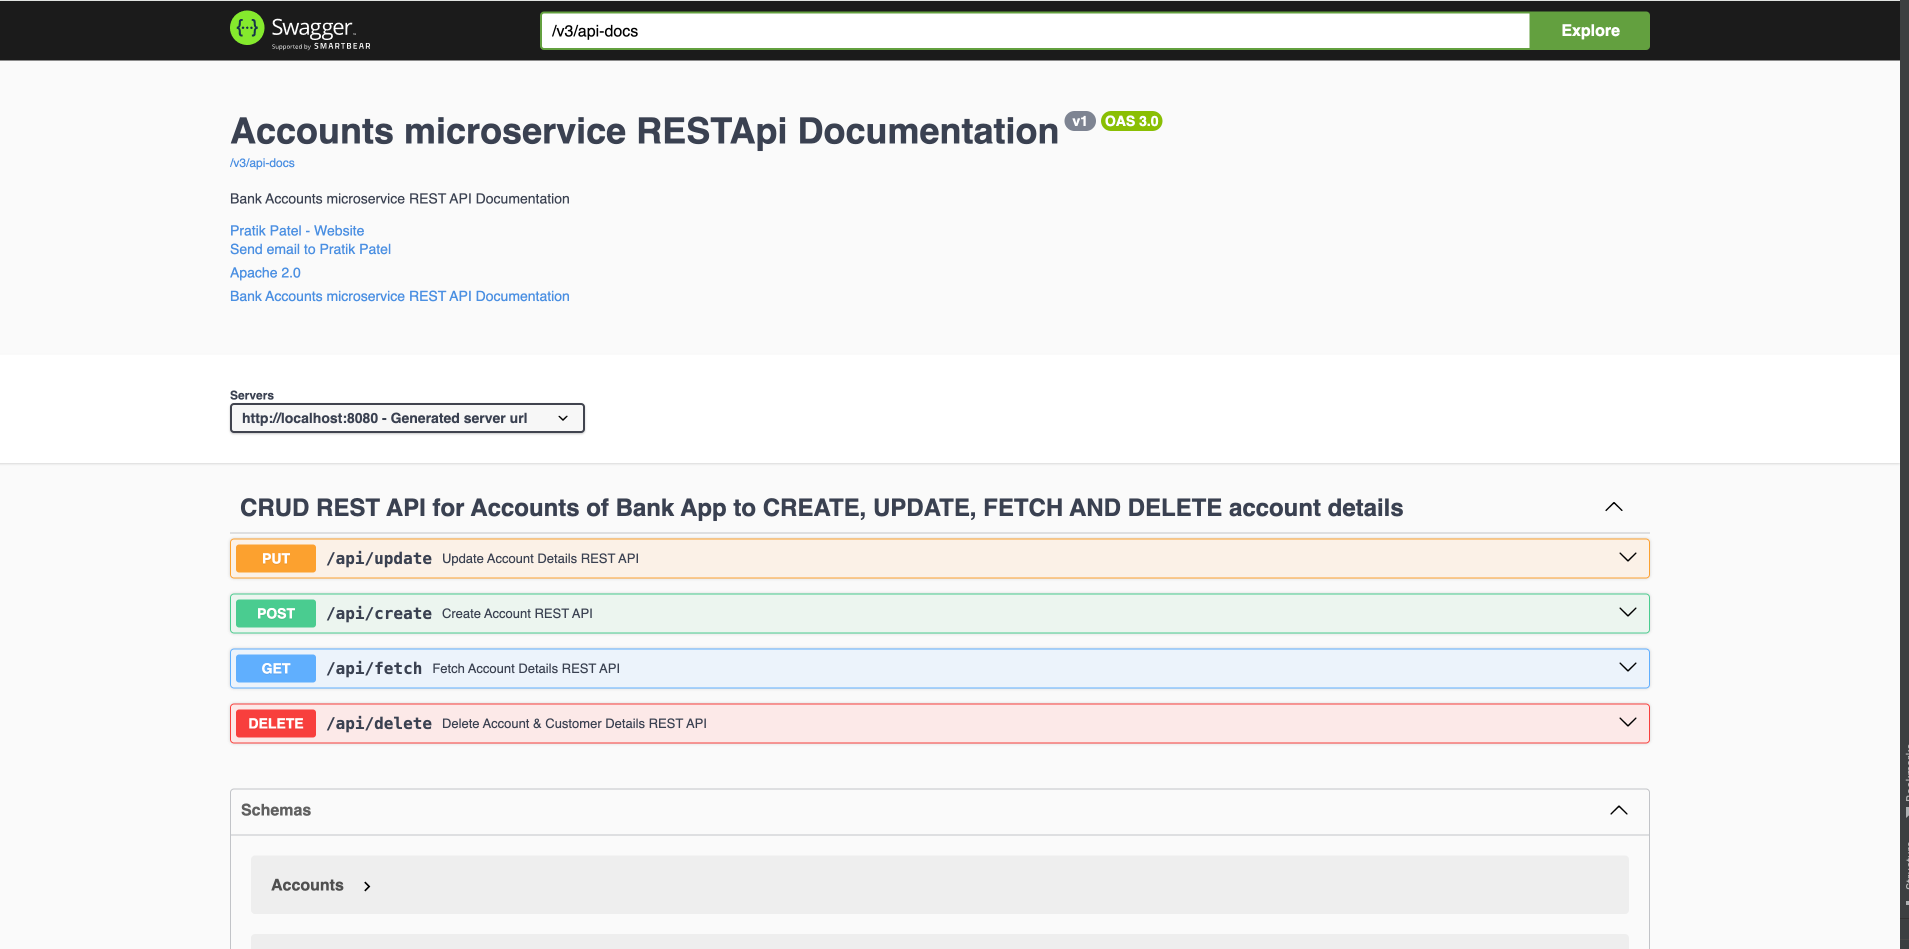 {···} Swagger
Supported by SMARTBEAR
/v3/api-docs
Explore
Accounts microservice RESTApi Documentation v1 OAS 3.0
/v3/api-docs
Bank Accounts microservice REST API Documentation
Pratik Patel - Website
Send email to Pratik Patel
Apache 2.0
Bank Accounts microservice REST API Documentation
Servers
http://localhost:8080 - Generated server url
CRUD REST API for Accounts of Bank App to CREATE, UPDATE, FETCH AND DELETE account details
PUT /api/update Update Account Details REST API
POST /api/create Create Account REST API
GET /api/fetch Fetch Account Details REST API
DELETE /api/delete Delete Account & Customer Details REST API
Schemas
Accounts